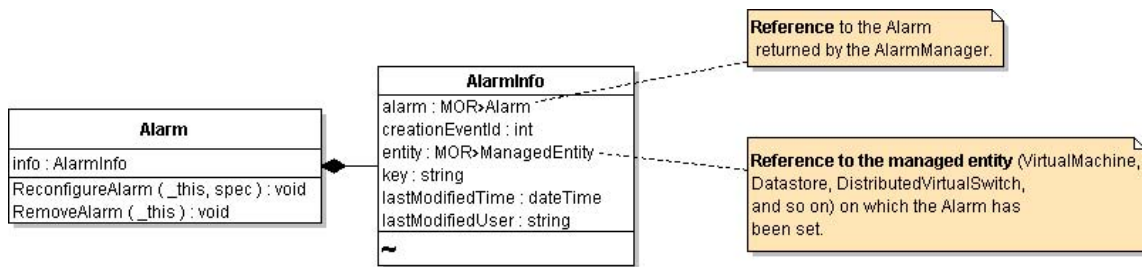 Alarm
info : AlarmInfo
ReconfigureAlarm ( _this, spec ) : void
RemoveAlarm ( _this ) : void
AlarmInfo
alarm : MOR>Alarm
creationEventId : int
entity : MOR>ManagedEntity
key : string
lastModifiedTime : dateTime
lastModifiedUser : string
~
Reference to the Alarm
returned by the AlarmManager.
Reference to the managed entity (VirtualMachine,
Datastore, DistributedVirtualSwitch,
and so on) on which the Alarm has
been set.